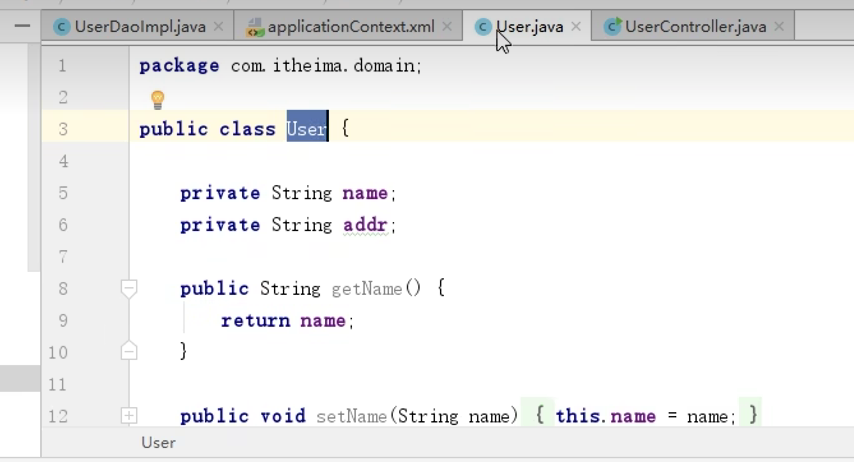 UserDaoImpl.java applicationContext.xml User.java UserController.java
1 package com.itheima.domain;
2
3 public class User {
4
5 private String name;
6 private String addr;
7
8 public String getName() {
9 return name;
10 }
11
12 public void setName(String name) { this.name = name; }
User